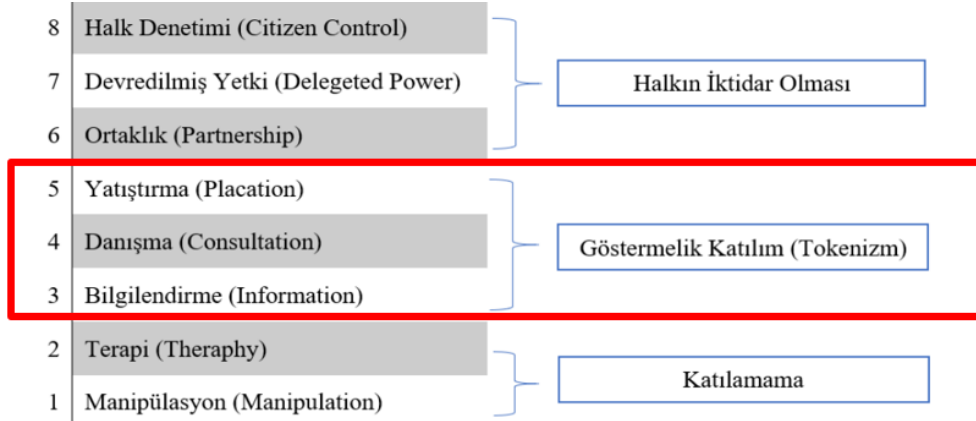 8 Halk Denetimi (Citizen Control)
7 Devredilmiş Yetki (Delegeted Power)
Halkın İktidar Olması
6 Ortaklık (Partnership)
5 Yatıştırma (Placation)
4 Danışma (Consultation)
Göstermelik Katılım (Tokenizm)
3 Bilgilendirme (Information)
2 Terapi (Theraphy)
Katılamama
1 Manipülasyon (Manipulation)